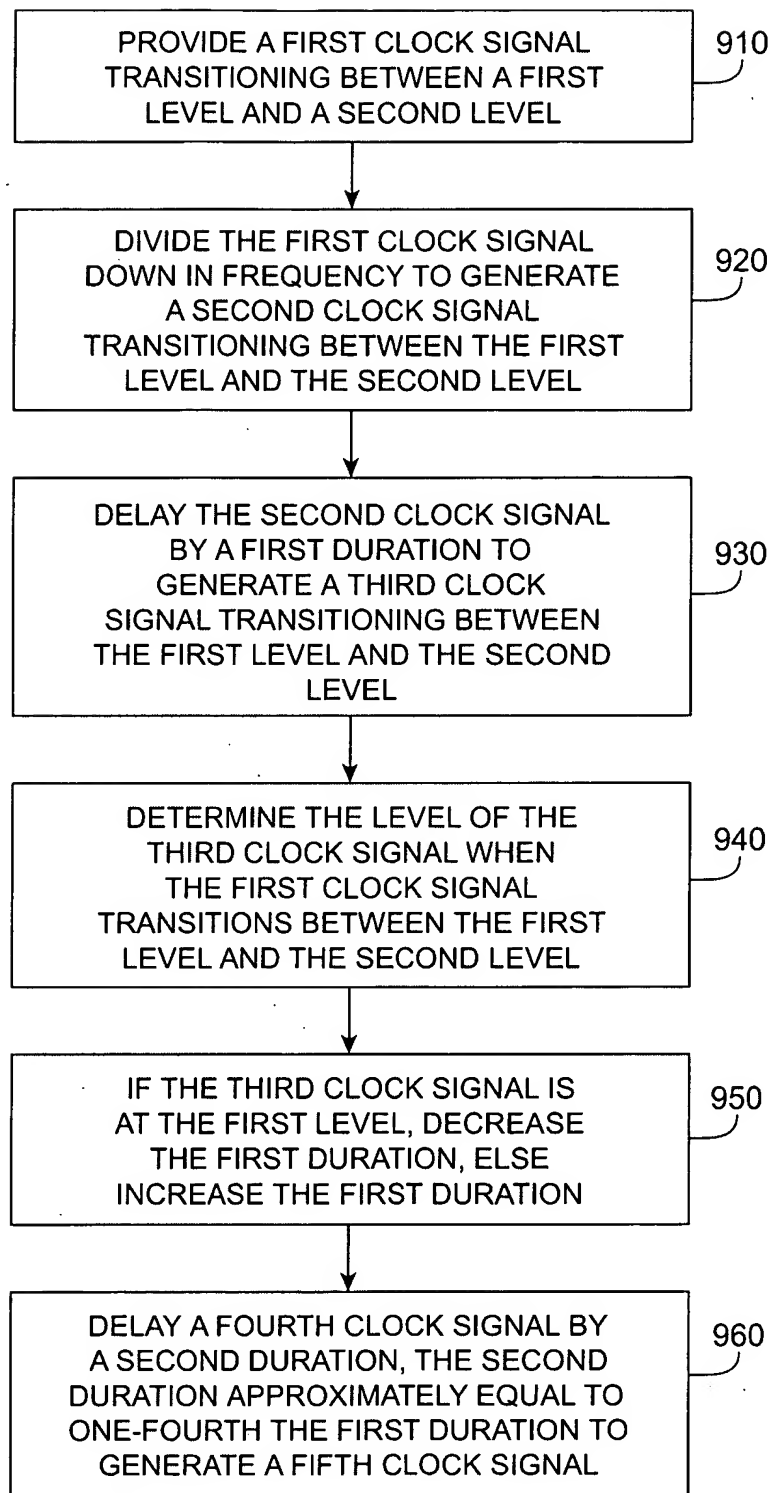 PROVIDE A FIRST CLOCK SIGNAL
TRANSITIONING BETWEEN A FIRST
LEVEL AND A SECOND LEVEL
910
DIVIDE THE FIRST CLOCK SIGNAL
DOWN IN FREQUENCY TO GENERATE
A SECOND CLOCK SIGNAL
TRANSITIONING BETWEEN THE FIRST
LEVEL AND THE SECOND LEVEL
920
DELAY THE SECOND CLOCK SIGNAL
BY A FIRST DURATION TO
GENERATE A THIRD CLOCK
SIGNAL TRANSITIONING BETWEEN
THE FIRST LEVEL AND THE SECOND
LEVEL
930
DETERMINE THE LEVEL OF THE
THIRD CLOCK SIGNAL WHEN
THE FIRST CLOCK SIGNAL
TRANSITIONS BETWEEN THE FIRST
LEVEL AND THE SECOND LEVEL
940
IF THE THIRD CLOCK SIGNAL IS
AT THE FIRST LEVEL, DECREASE
THE FIRST DURATION, ELSE
INCREASE THE FIRST DURATION
950
DELAY A FOURTH CLOCK SIGNAL BY
A SECOND DURATION, THE SECOND
DURATION APPROXIMATELY EQUAL TO
ONE-FOURTH THE FIRST DURATION TO
GENERATE A FIFTH CLOCK SIGNAL
960